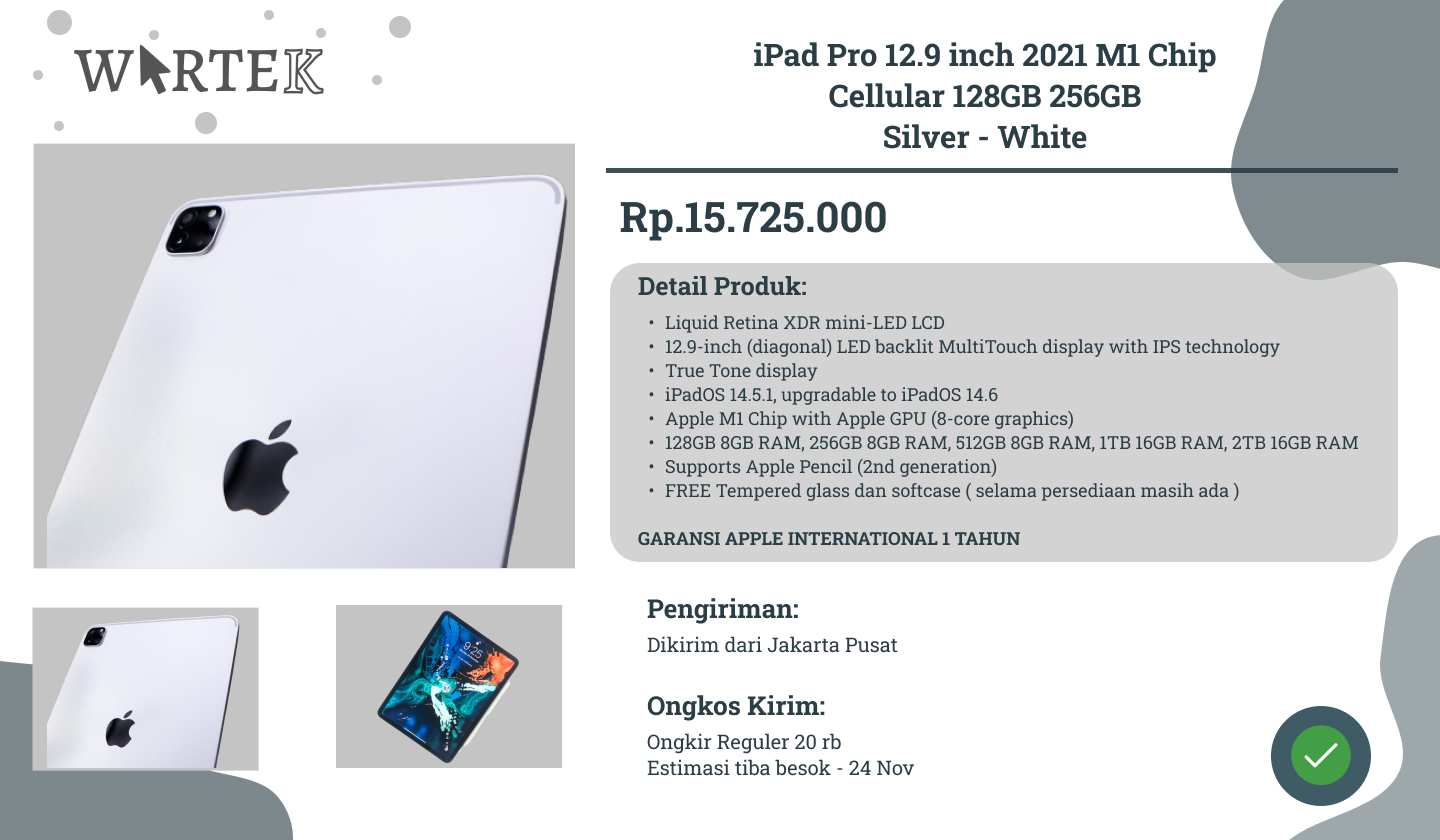 WARTEK
iPad Pro 12.9 inch 2021 M1 Chip
Cellular 128GB 256GB
Silver - White
Rp.15.725.000
Detail Produk:
• Liquid Retina XDR mini-LED LCD
• 12.9-inch (diagonal) LED backlit MultiTouch display with IPS technology
• True Tone display
• iPadOS 14.5.1, upgradable to iPadOS 14.6
• Apple M1 Chip with Apple GPU (8-core graphics)
• 128GB 8GB RAM, 256GB 8GB RAM, 512GB 8GB RAM, 1TB 16GB RAM, 2TB 16GB RAM
• Supports Apple Pencil (2nd generation)
• FREE Tempered glass dan softcase ( selama persediaan masih ada )
GARANSI APPLE INTERNATIONAL 1 TAHUN
9:25
Pengiriman:
Dikirim dari Jakarta Pusat
Ongkos Kirim:
Ongkir Reguler 20 rb
Estimasi tiba besok - 24 Nov